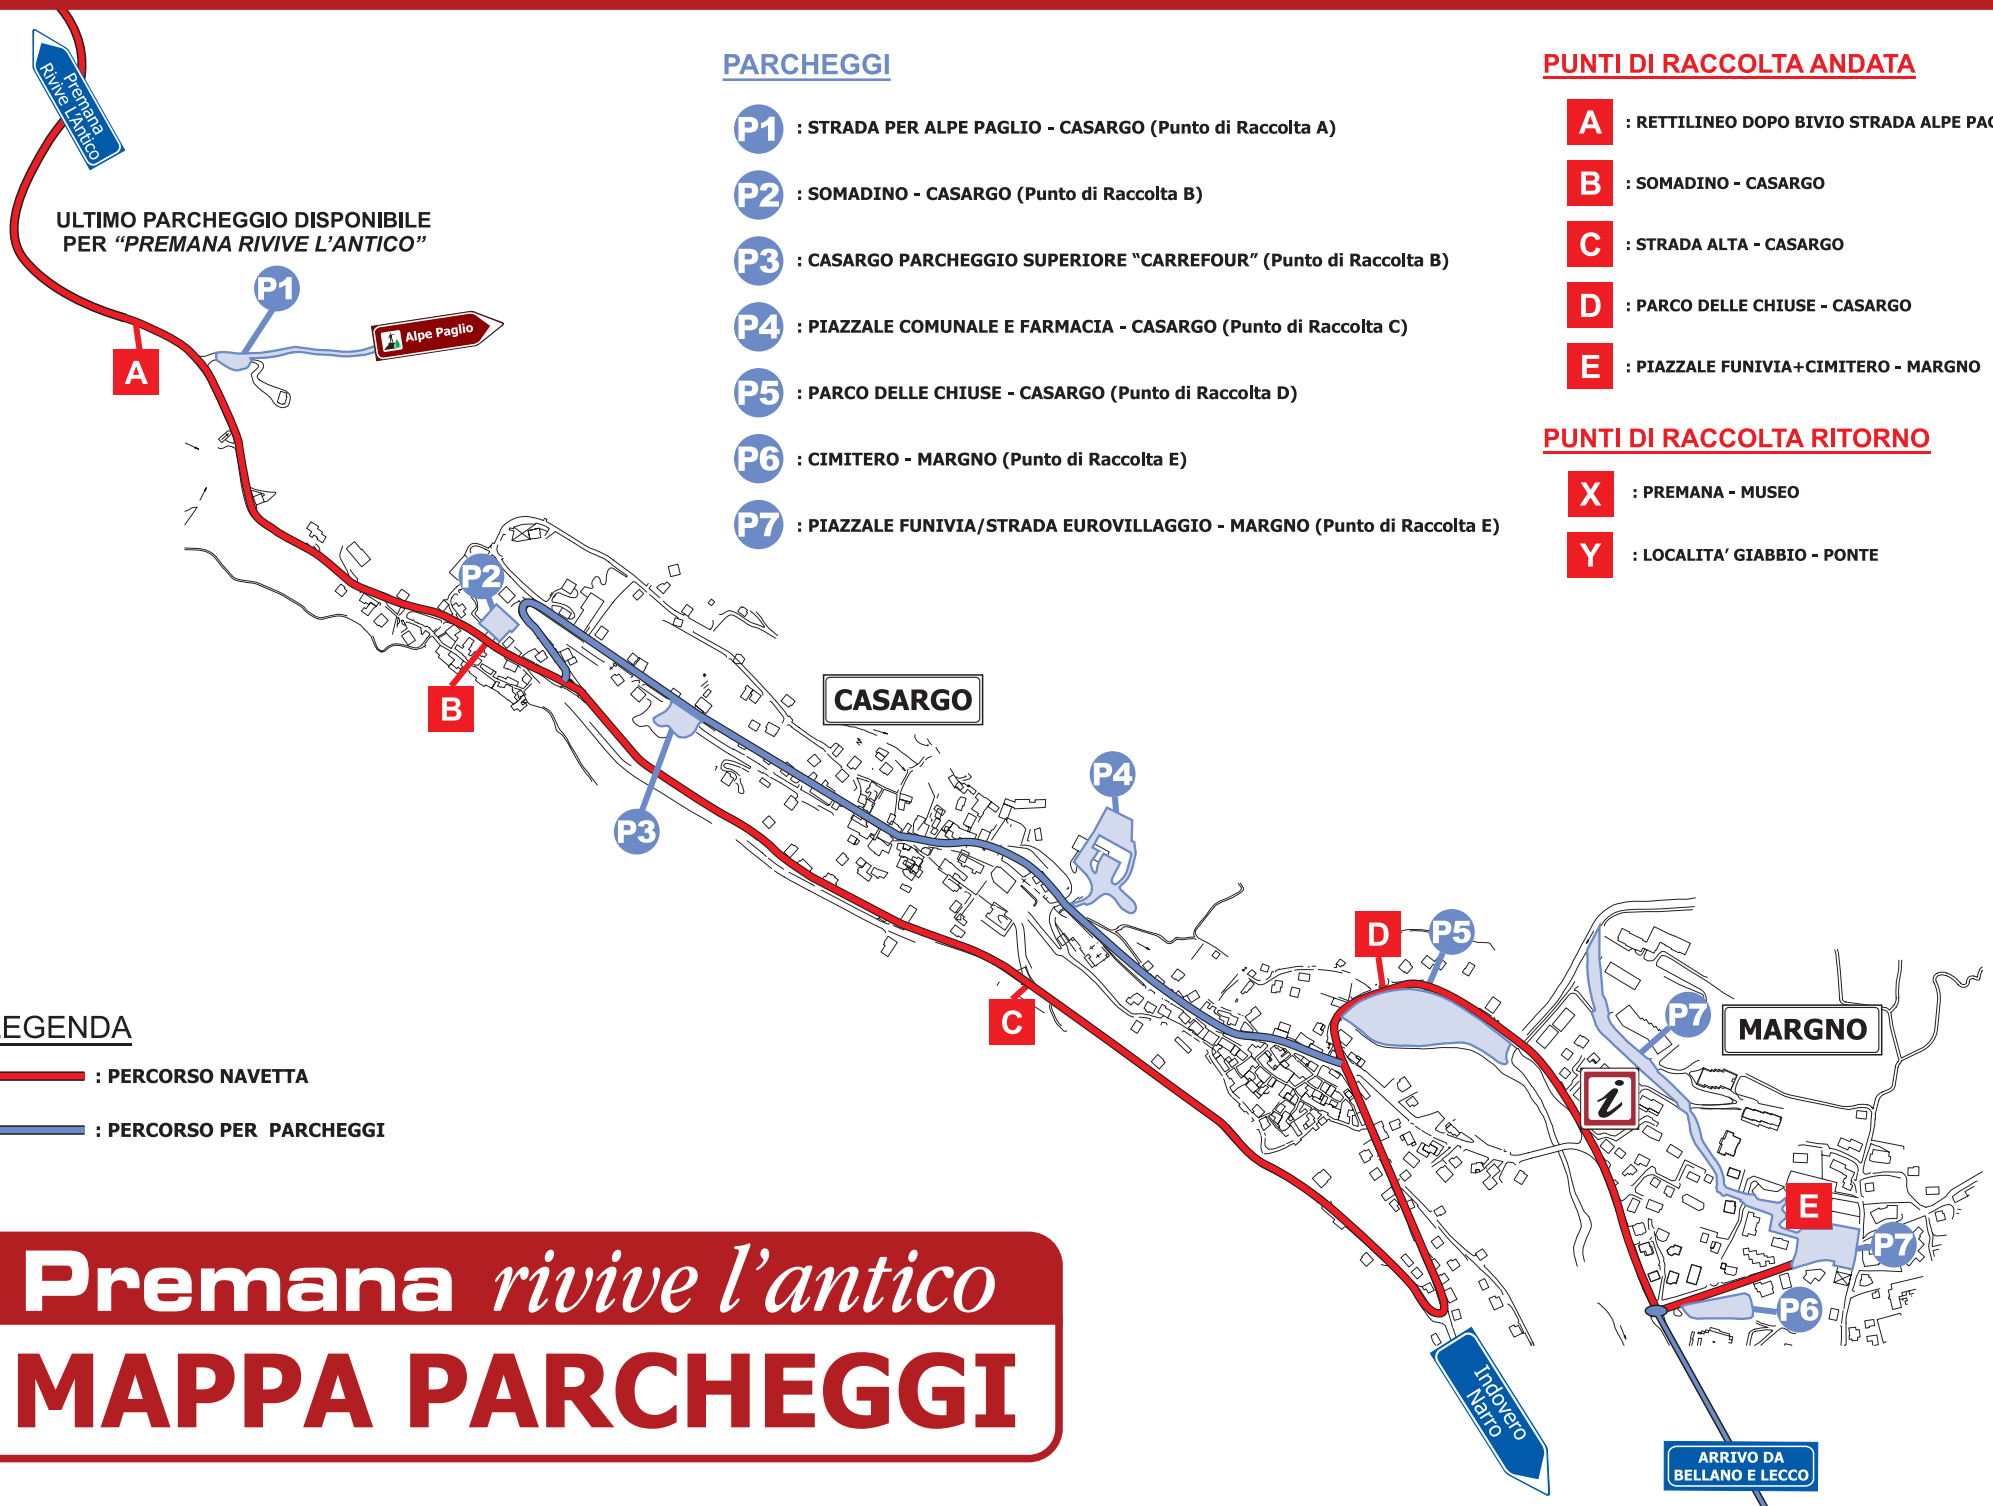 Premana
Rivive L'Antico
ULTIMO PARCHEGGIO DISPONIBILE
PER “PREMANA RIVIVE L’ANTICO”
P1
Alpe Paglio
A
PARCHEGGI
P1 : STRADA PER ALPE PAGLIO - CASARGO (Punto di Raccolta A)
P2 : SOMADINO - CASARGO (Punto di Raccolta B)
P3 : CASARGO PARCHEGGIO SUPERIORE “CARREFOUR” (Punto di Raccolta B)
P4 : PIAZZALE COMUNALE E FARMACIA - CASARGO (Punto di Raccolta C)
P5 : PARCO DELLE CHIUSE - CASARGO (Punto di Raccolta D)
P6 : CIMITERO - MARGNO (Punto di Raccolta E)
P7 : PIAZZALE FUNIVIA/STRADA EUROVILLAGGIO - MARGNO (Punto di Raccolta E)
PUNTI DI RACCOLTA ANDATA
A : RETTILINEO DOPO BIVIO STRADA ALPE
B : SOMADINO - CASARGO
C : STRADA ALTA - CASARGO
D : PARCO DELLE CHIUSE - CASARGO
E : PIAZZALE FUNIVIA+CIMITERO - MARGNO
PUNTI DI RACCOLTA RITORNO
X : PREMANA - MUSEO
Y : LOCALITA’ GIABBIO - PONTE
P2
B
CASARGO
P3
P4
D
P5
C
P7
MARGNO
i
E
P7
P6
LEGENDA
: PERCORSO NAVETTA
: PERCORSO PER PARCHEGGI
Premana rivive l’antico
MAPPA PARCHEGGI
Indovero
Narro
ARRIVO DA
BELLANO E LECCO